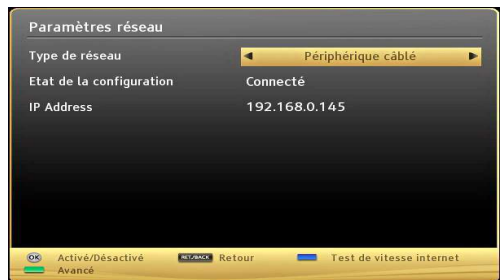 Paramètres réseau
Type de réseau Périphérique câblé
Etat de la configuration Connecté
IP Address 192.168.0.145
OK Activé/Désactivé RET/BACK Retour Test de vitesse internet
Avancé